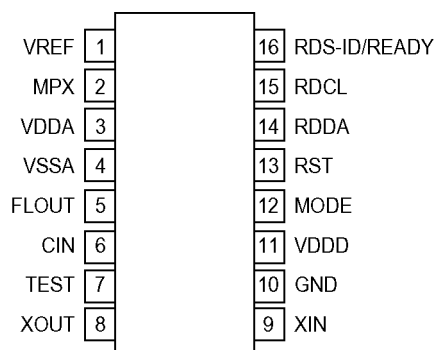 VREF 1 16 RDS-ID/READY
MPX 2 15 RDCL
VDDA 3 14 RDDA
VSSA 4 13 RST
FLOUT 5 12 MODE
CIN 6 11 VDDD
TEST 7 10 GND
XOUT 8 9 XIN